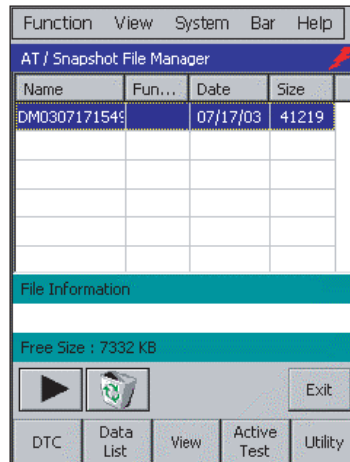 Function View System Bar Help
AT / Snapshot File Manager
Name Fun... Date Size
DM0307171549 07/17/03 41219
File Information
Free Size : 7332 KB
Exit
DTC Data List View Active Test Utility